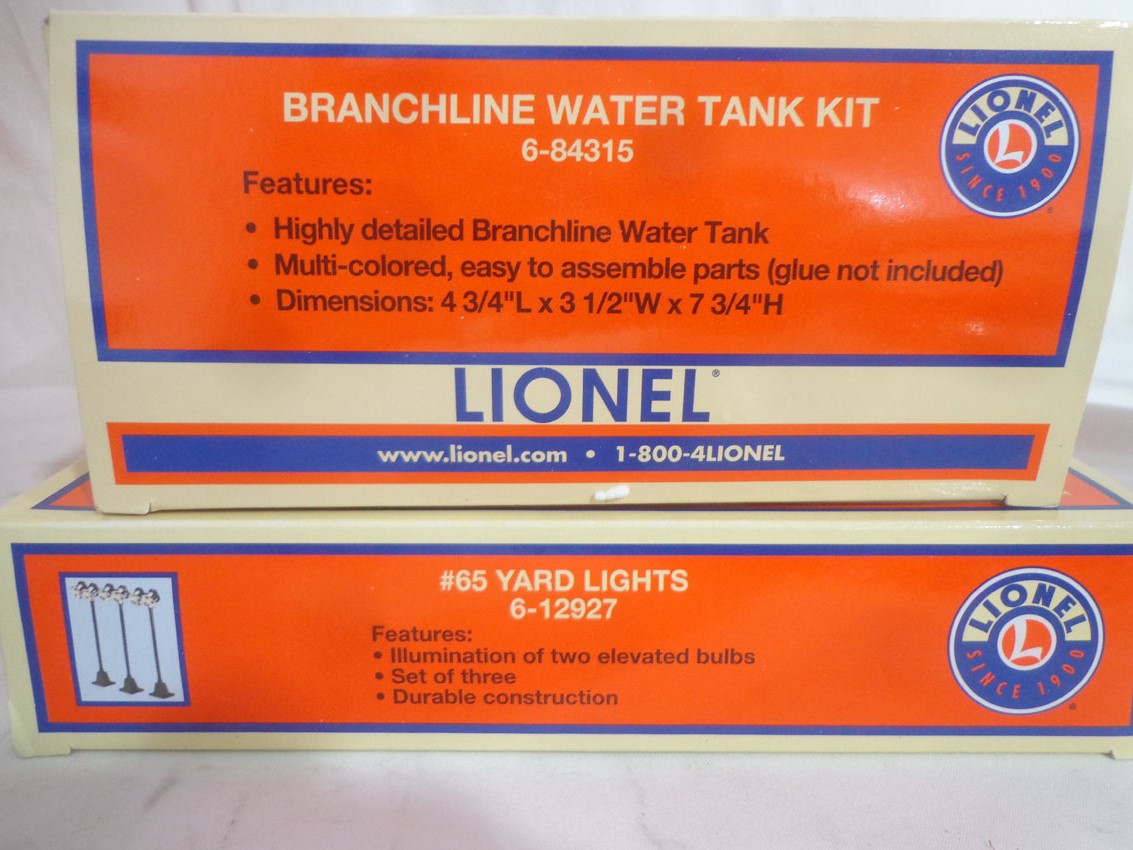 BRANCHLINE WATER TANK KIT
6-84315
LIONEL
L
SINCE 1900
®
Features:
• Highly detailed Branchline Water Tank
• Multi-colored, easy to assemble parts (glue not included)
• Dimensions: 4 3/4"L x 3 1/2"W x 7 3/4"H
LIONEL®
www.lionel.com • 1-800-4LIONEL
#65 YARD LIGHTS
6-12927
Features:
• Illumination of two elevated bulbs
• Set of three
• Durable construction
LIONEL
L
SINCE 1900
®